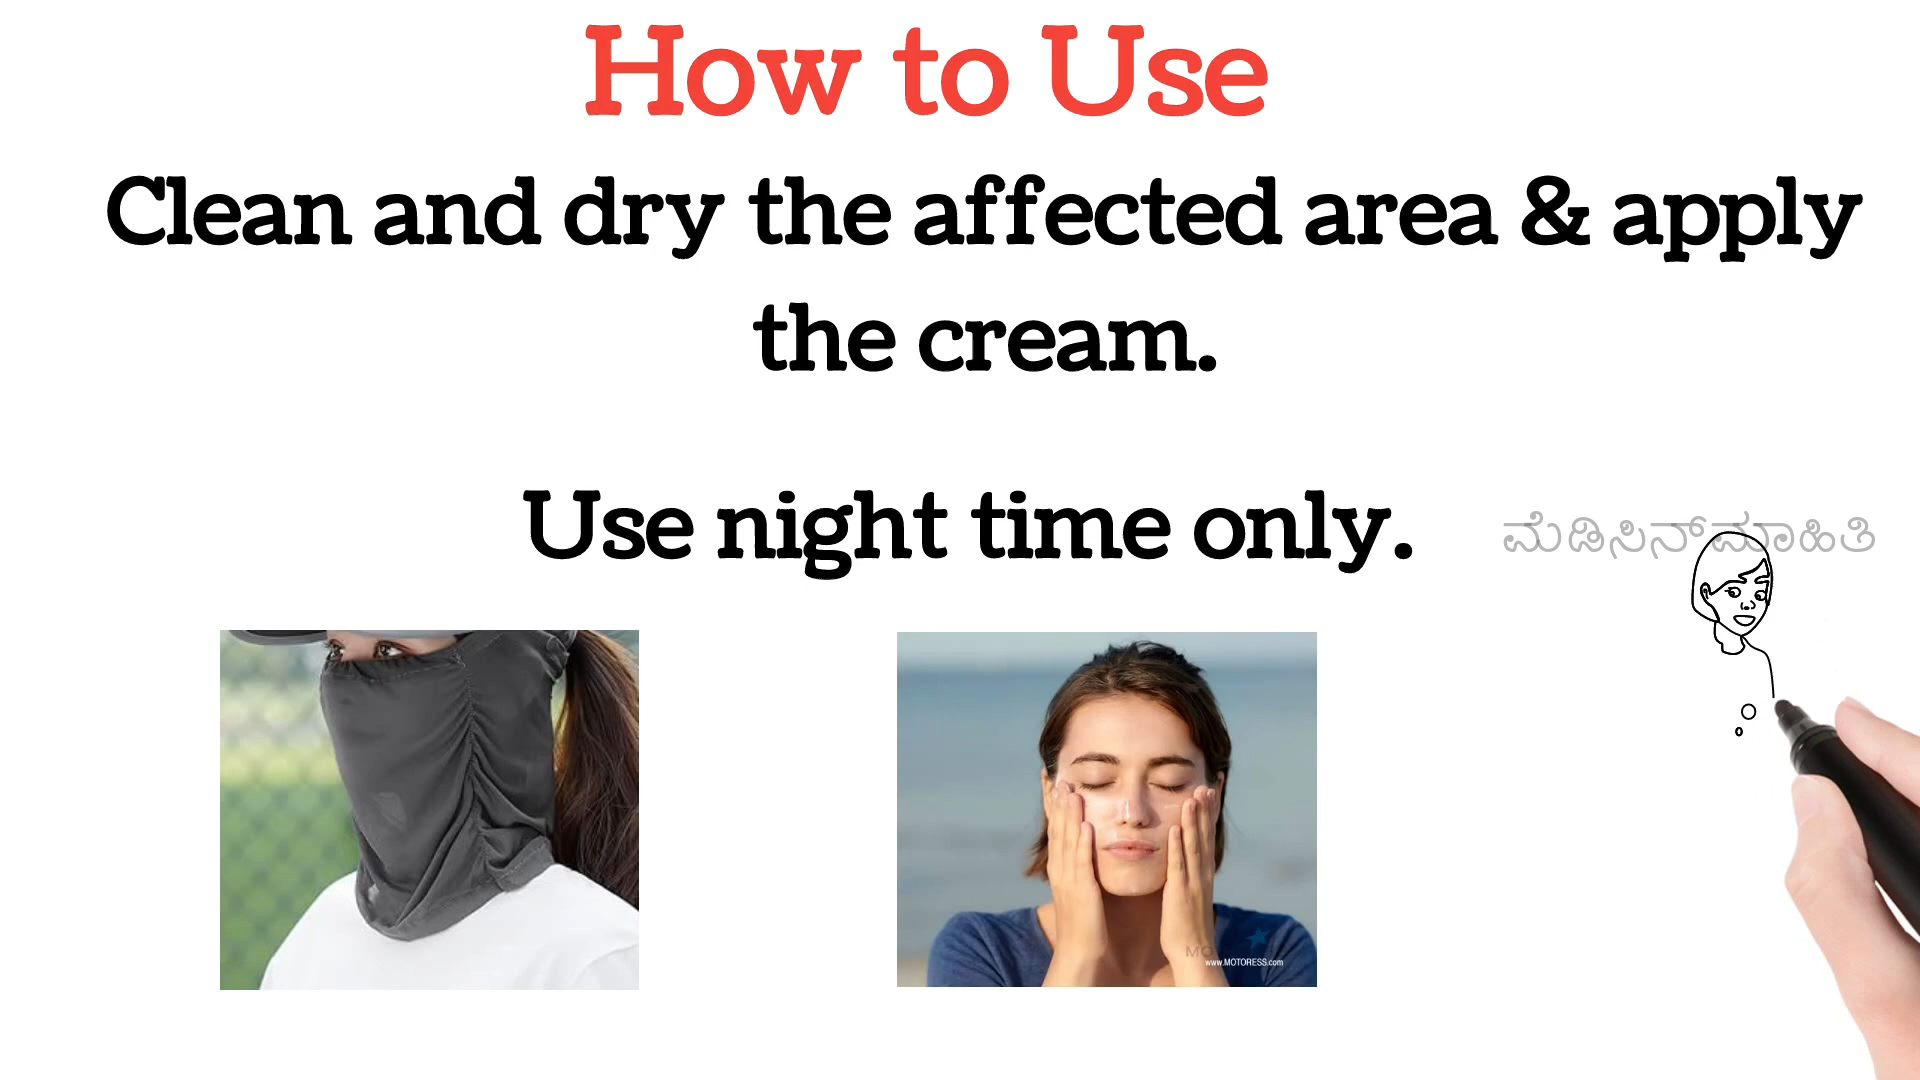 How to Use
Clean and dry the affected area & apply
the cream.
Use night time only.
ಮೆಡಿಸಿನ್ ಮಾಹಿತಿ
www.MOTORESS.com